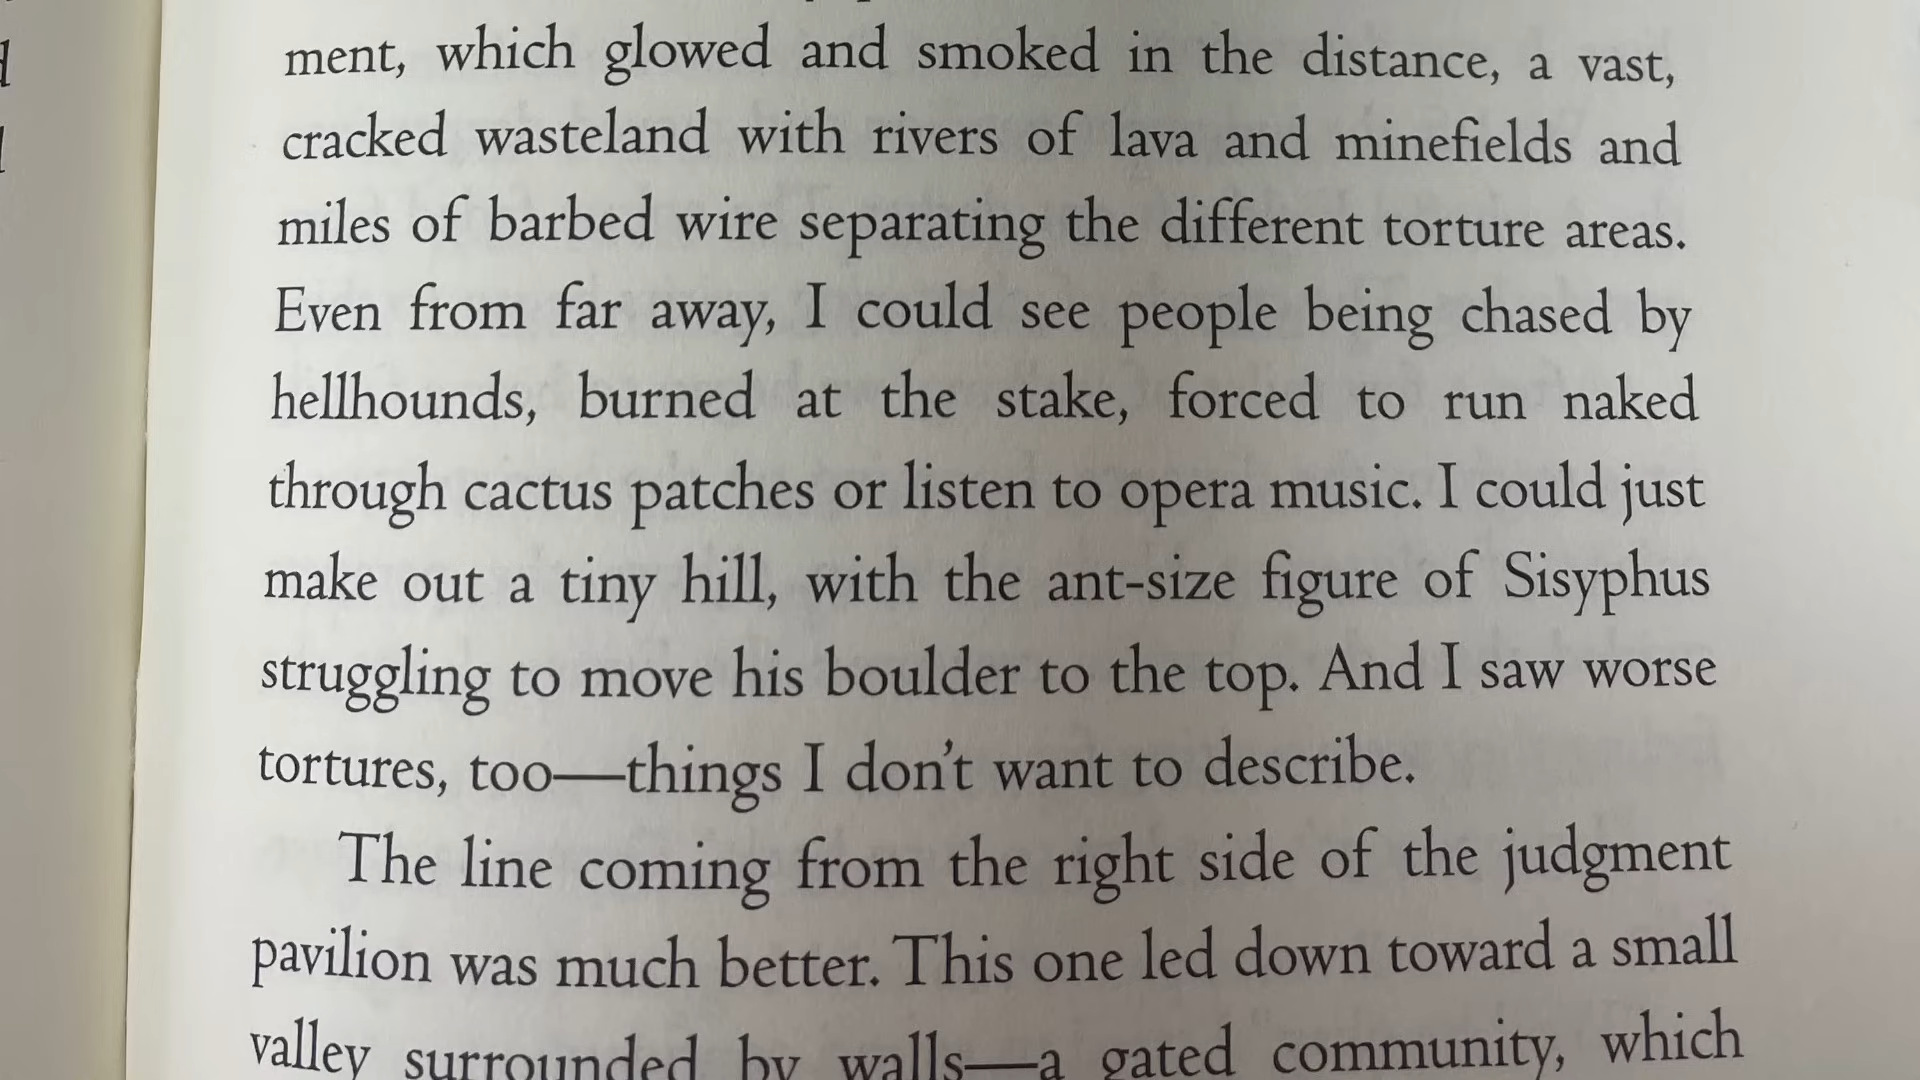 ment, which glowed and smoked in the distance, a vast,
cracked wasteland with rivers of lava and minefields and
miles of barbed wire separating the different torture areas.
Even from far away, I could see people being chased by
hellhounds, burned at the stake, forced to run naked
through cactus patches or listen to opera music. I could just
make out a tiny hill, with the ant-size figure of Sisyphus
struggling to move his boulder to the top. And I saw worse
tortures, too—things I don't want to describe.
The line coming from the right side of the judgment
pavilion was much better. This one led down toward a small
valley surrounded by walls—a gated community, which